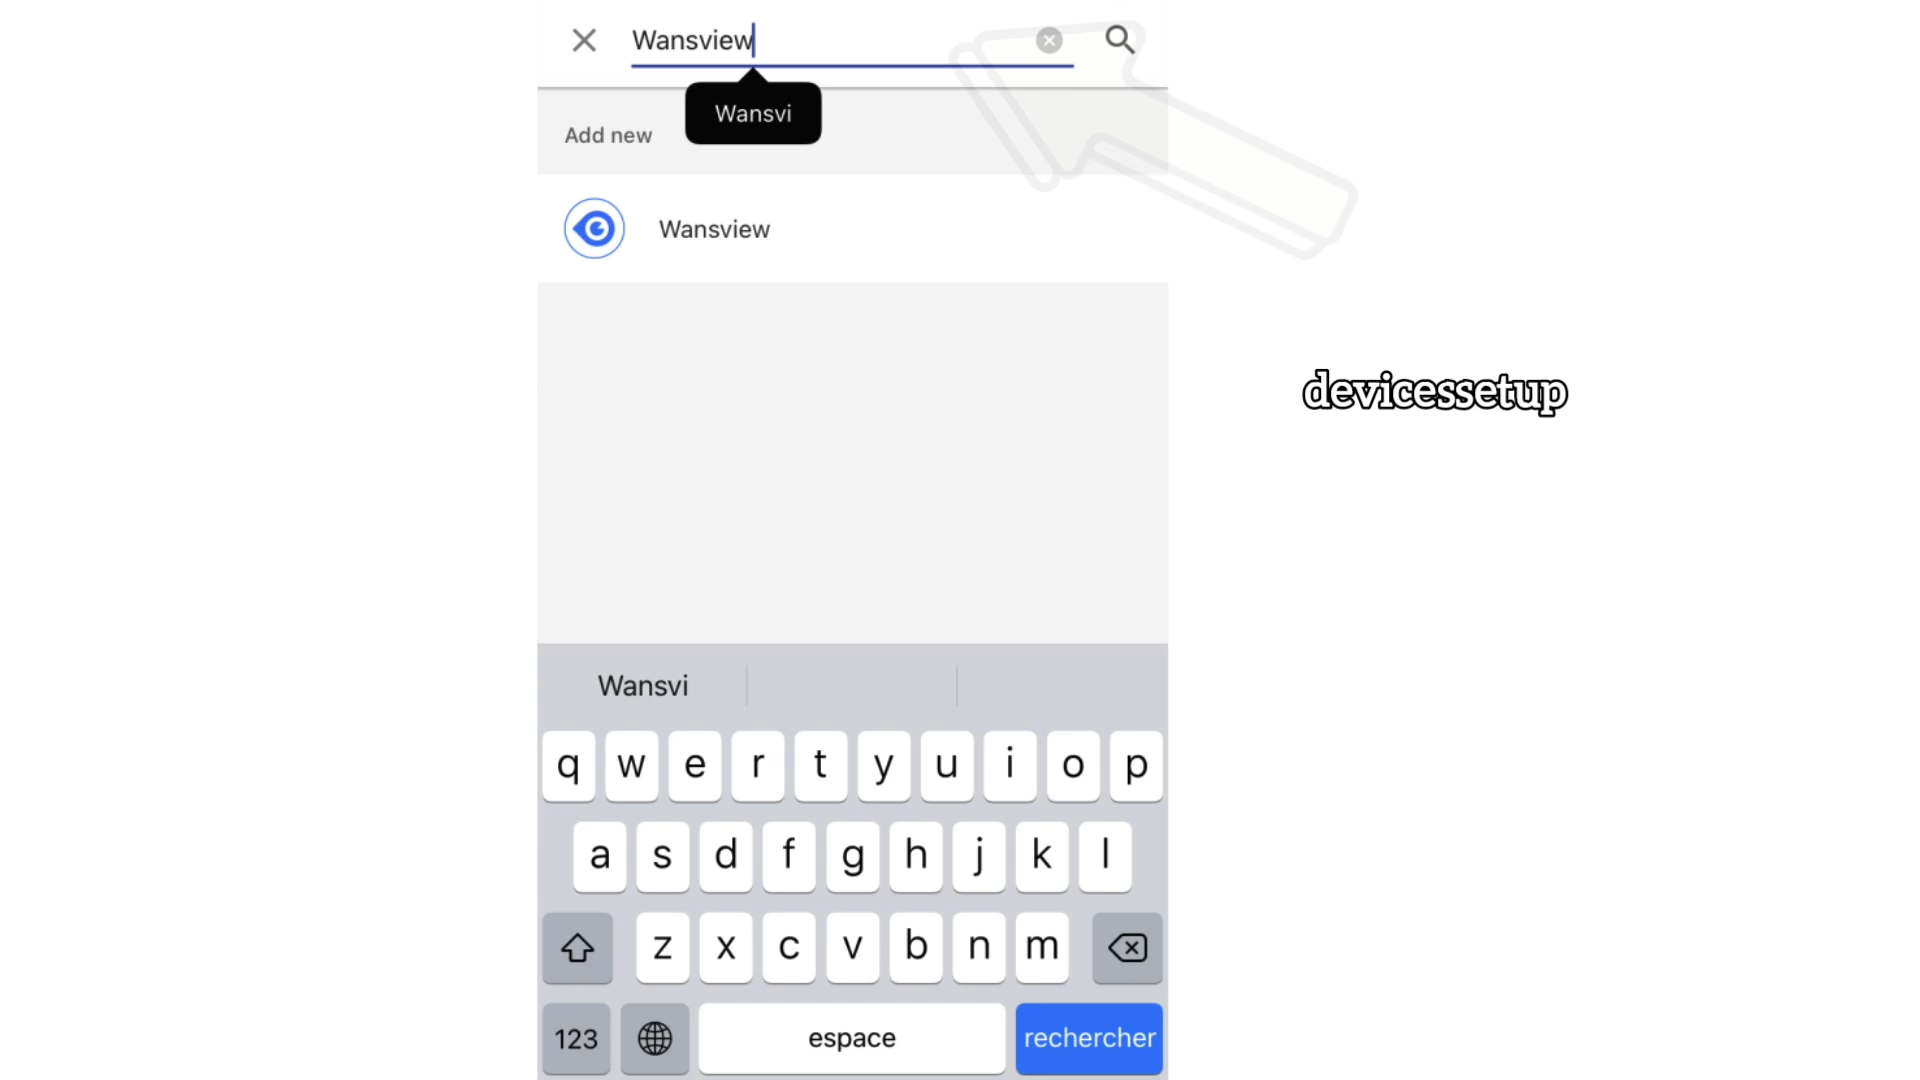 Wansview
Wansvi
Add new
Wansview
devicessetup
Wansvi
q w e r t y u i o p
a s d f g h j k l
z x c v b n m
123 espace rechercher